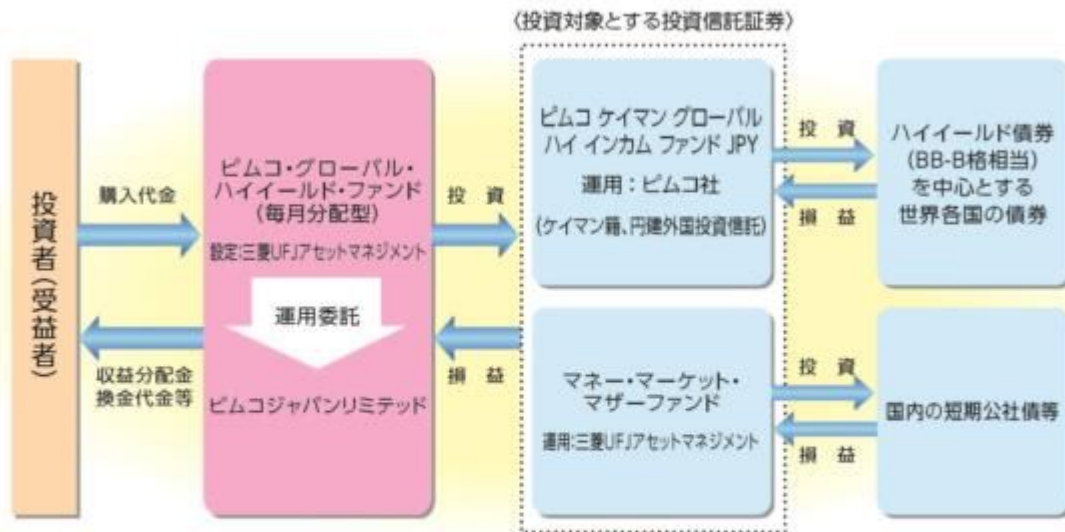 〈投資対象とする投資信託証券〉
投資者(受益者)
購入代金
収益分配金
換金代金等
ピムコ・グローバル・
ハイイールド・ファンド
(毎月分配型)
設定:三菱UFJアセットマネジメント
運用委託
ピムコジャパンリミテッド
投 資
損 益
ピムコ ケイマン グローバル
ハイ インカム ファンド JPY
運用:ピムコ社
(ケイマン籍、円建外国投資信託)
投 資
損 益
ハイイールド債券
(BB-B格相当)
を中心とする
世界各国の債券
マネー・マーケット・
マザーファンド
運用:三菱UFJアセットマネジメント
投 資
損 益
国内の短期公社債等